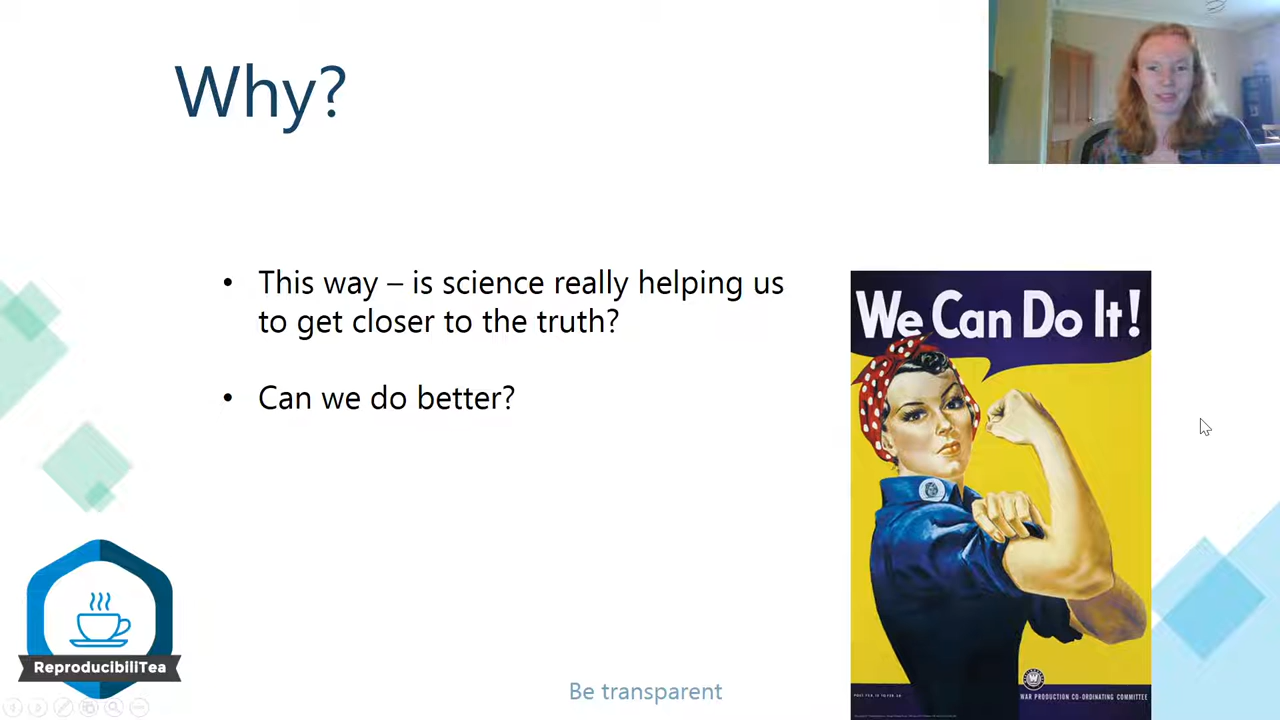 Why?
• This way – is science really helping us
to get closer to the truth?
• Can we do better?
We Can Do It!
WAR PRODUCTION CO-ORDINATING COMMITTEE
ReproducibiliTea
Be transparent